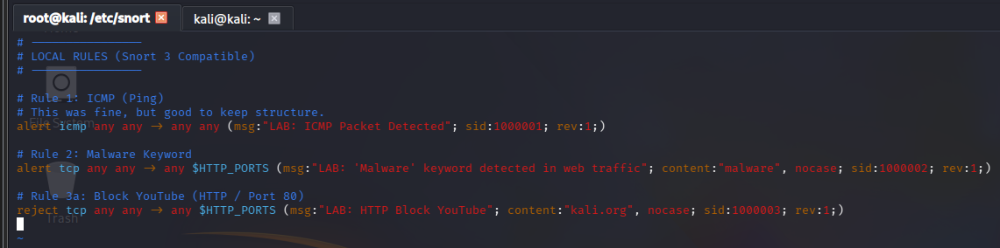 root@kali: /etc/snort
kali@kali: ~
# ————————————————
# LOCAL RULES (Snort 3 Compatible)
# ————————————————
# Rule 1: ICMP (Ping)
# This was fine, but good to keep structure.
File System
alert icmp any any -> any any (msg:"LAB: ICMP Packet Detected"; sid:1000001; rev:1;)
# Rule 2: Malware Keyword
alert tcp any any -> any $HTTP_PORTS (msg:"LAB: 'Malware' keyword detected in web traffic"; content:"malware", nocase; sid:1000002; rev:1;)
# Rule 3a: Block YouTube (HTTP / Port 80)
reject tcp any any -> any $HTTP_PORTS (msg:"LAB: HTTP Block YouTube"; content:"kali.org", nocase; sid:1000003; rev:1;)
Trash
~